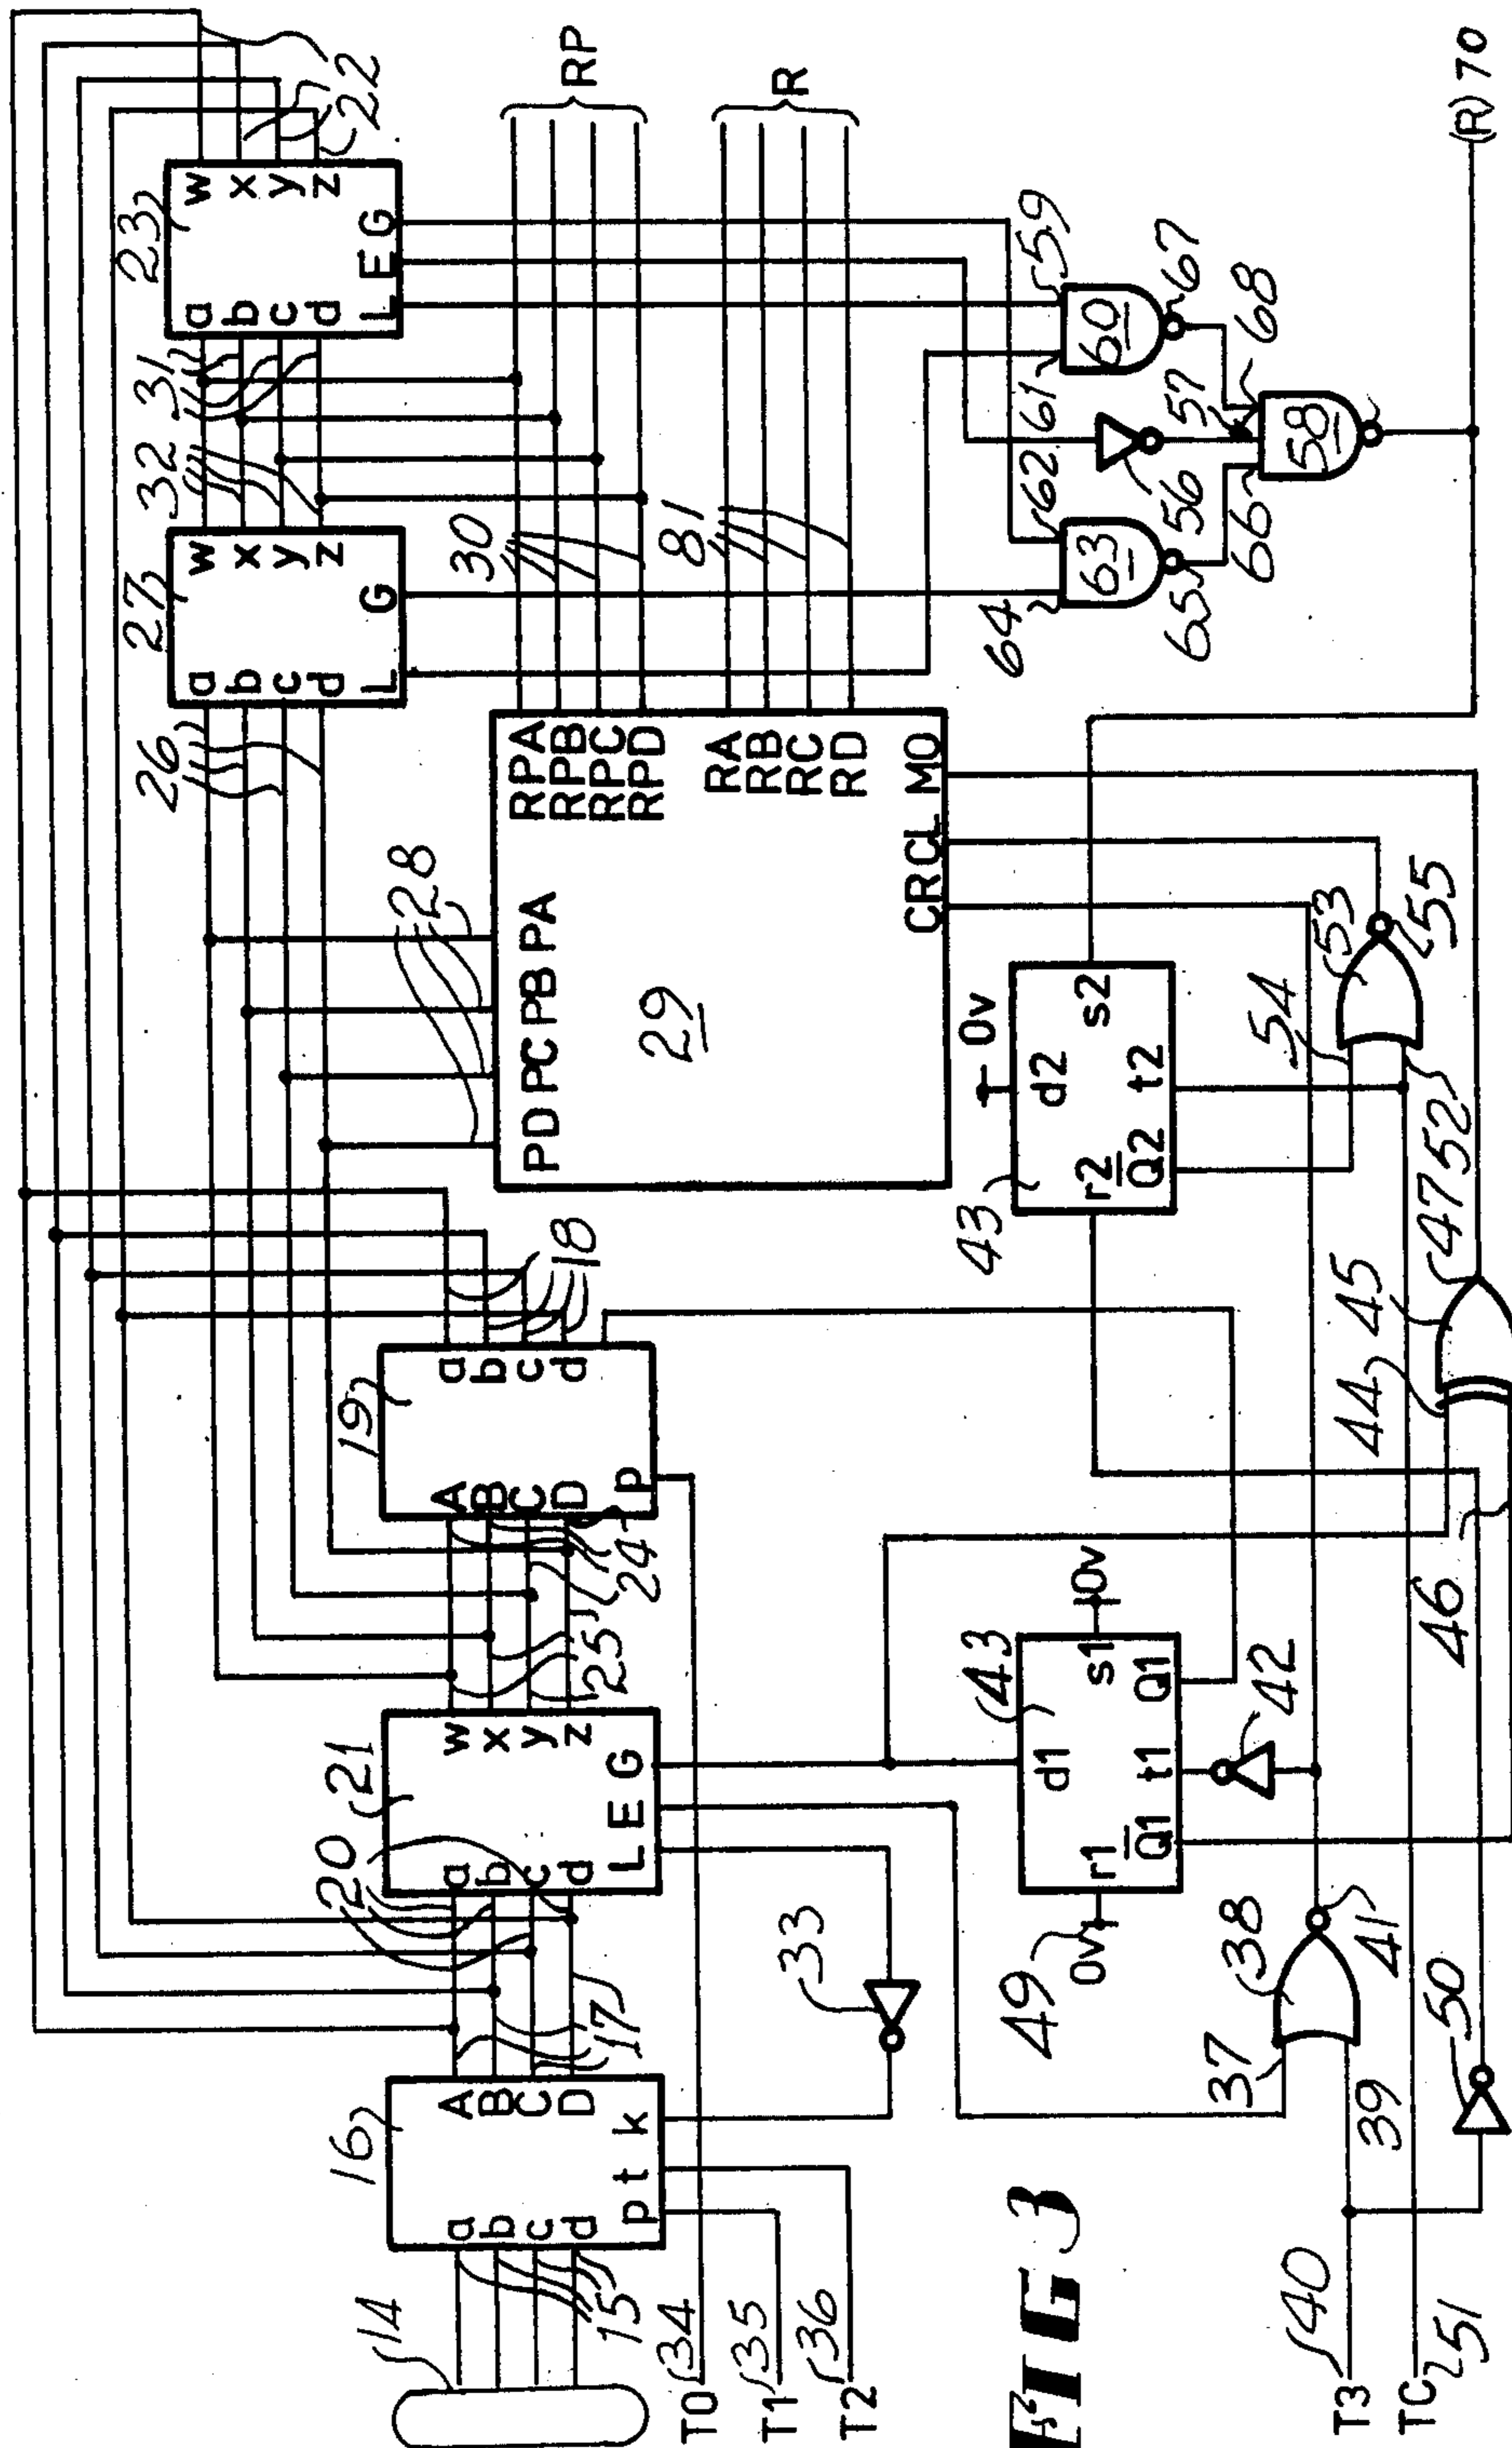 22
23
w
x
y
z
a
b
c
d
L E G
31
32
27
w
x
y
z
a
b
c
d
L
G
26
RP
R
30
81
RPA
RPB
RPC
RPD
RA
RB
RC
RD
CR CL MO
28
PD PC PB PA
29
59
60
61
67
62
63
64
65
56
57
58
66
68
(R) 70
18
19
a
b
c
d
A
B
C
D
p
24
25
21
w
x
y
z
a
b
c
d
L E G
20
17
16
A
B
C
D
a
b
c
d
p t k
15
14
33
T0 34
T1 35
T2 36
43
0v
d2
s2
r2
Q2
t2
53
54
55
52
47
45
44
46
43
0v
d1
s1
r1
Q1
t1
Q1
42
49
0v
41
38
37
39
50
40
T3
TC
51
FIG 3